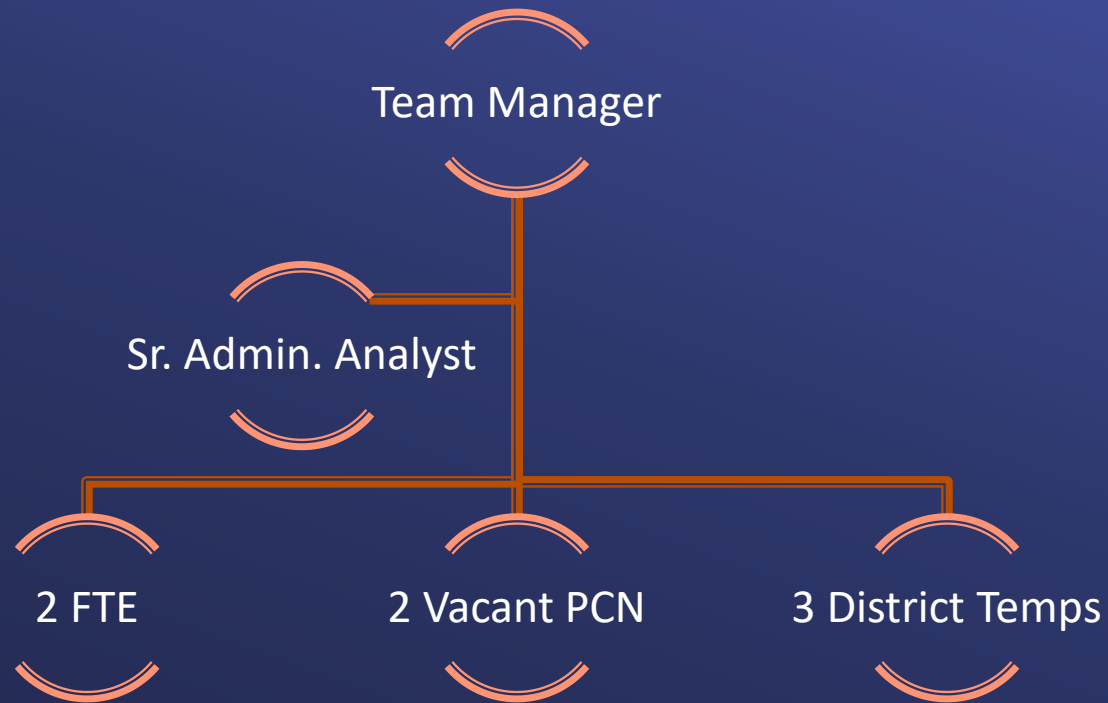 Team Manager
Sr. Admin. Analyst
2 FTE
2 Vacant PCN
3 District Temps